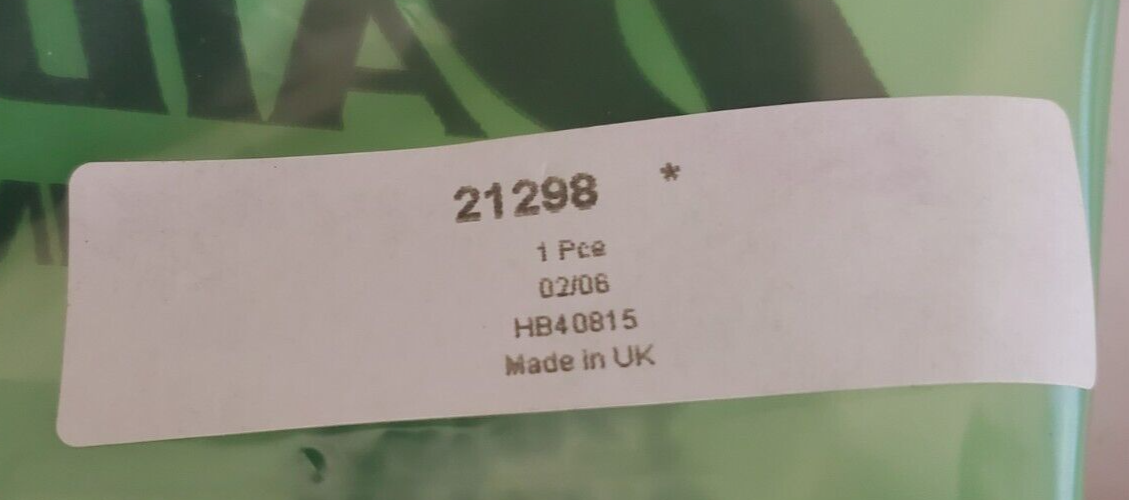 21298 *
1 Pce
02/06
HB40815
Made in UK